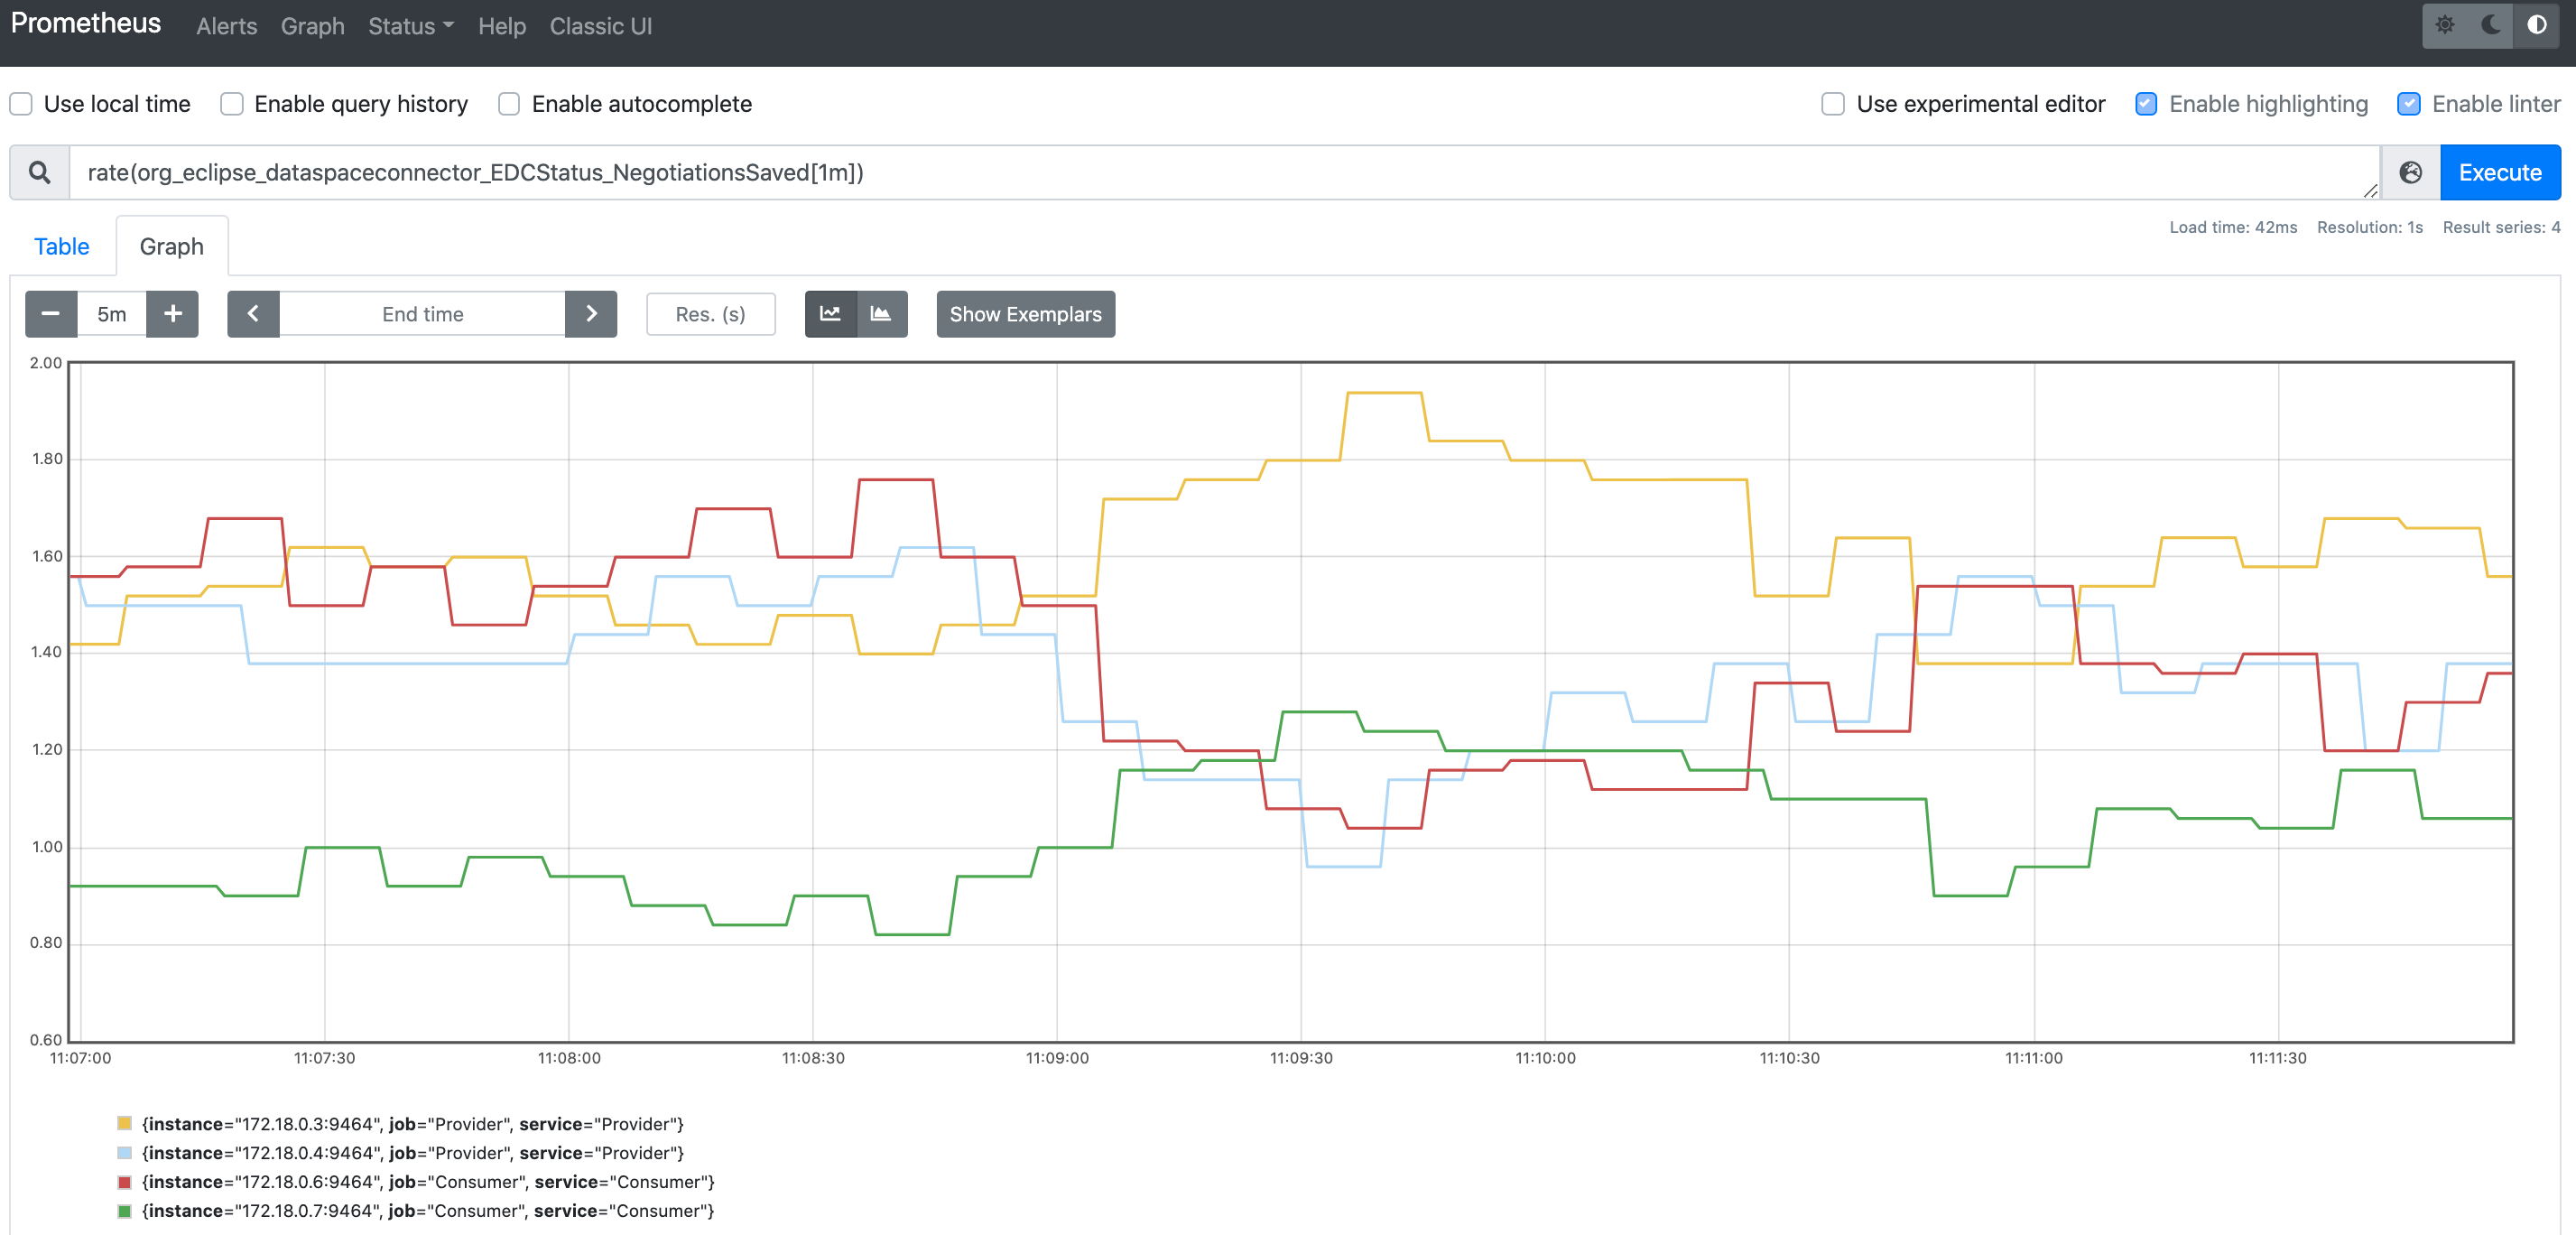 Prometheus Alerts Graph Status Help Classic UI
Use local time Enable query history Enable autocomplete Use experimental editor Enable highlighting Enable linter
rate(org_eclipse_dataspaceconnector_EDCStatus_NegotiationsSaved[1m]) Execute
Load time: 42ms Resolution: 1s Result series: 4
Table Graph
5m End time Res. (s) Show Exemplars
2.00
1.80
1.60
1.40
1.20
1.00
0.80
0.60
11:07:00 11:07:30 11:08:00 11:08:30 11:09:00 11:09:30 11:10:00 11:10:30 11:11:00 11:11:30
{instance="172.18.0.3:9464", job="Provider", service="Provider"}
{instance="172.18.0.4:9464", job="Provider", service="Provider"}
{instance="172.18.0.6:9464", job="Consumer", service="Consumer"}
{instance="172.18.0.7:9464", job="Consumer", service="Consumer"}